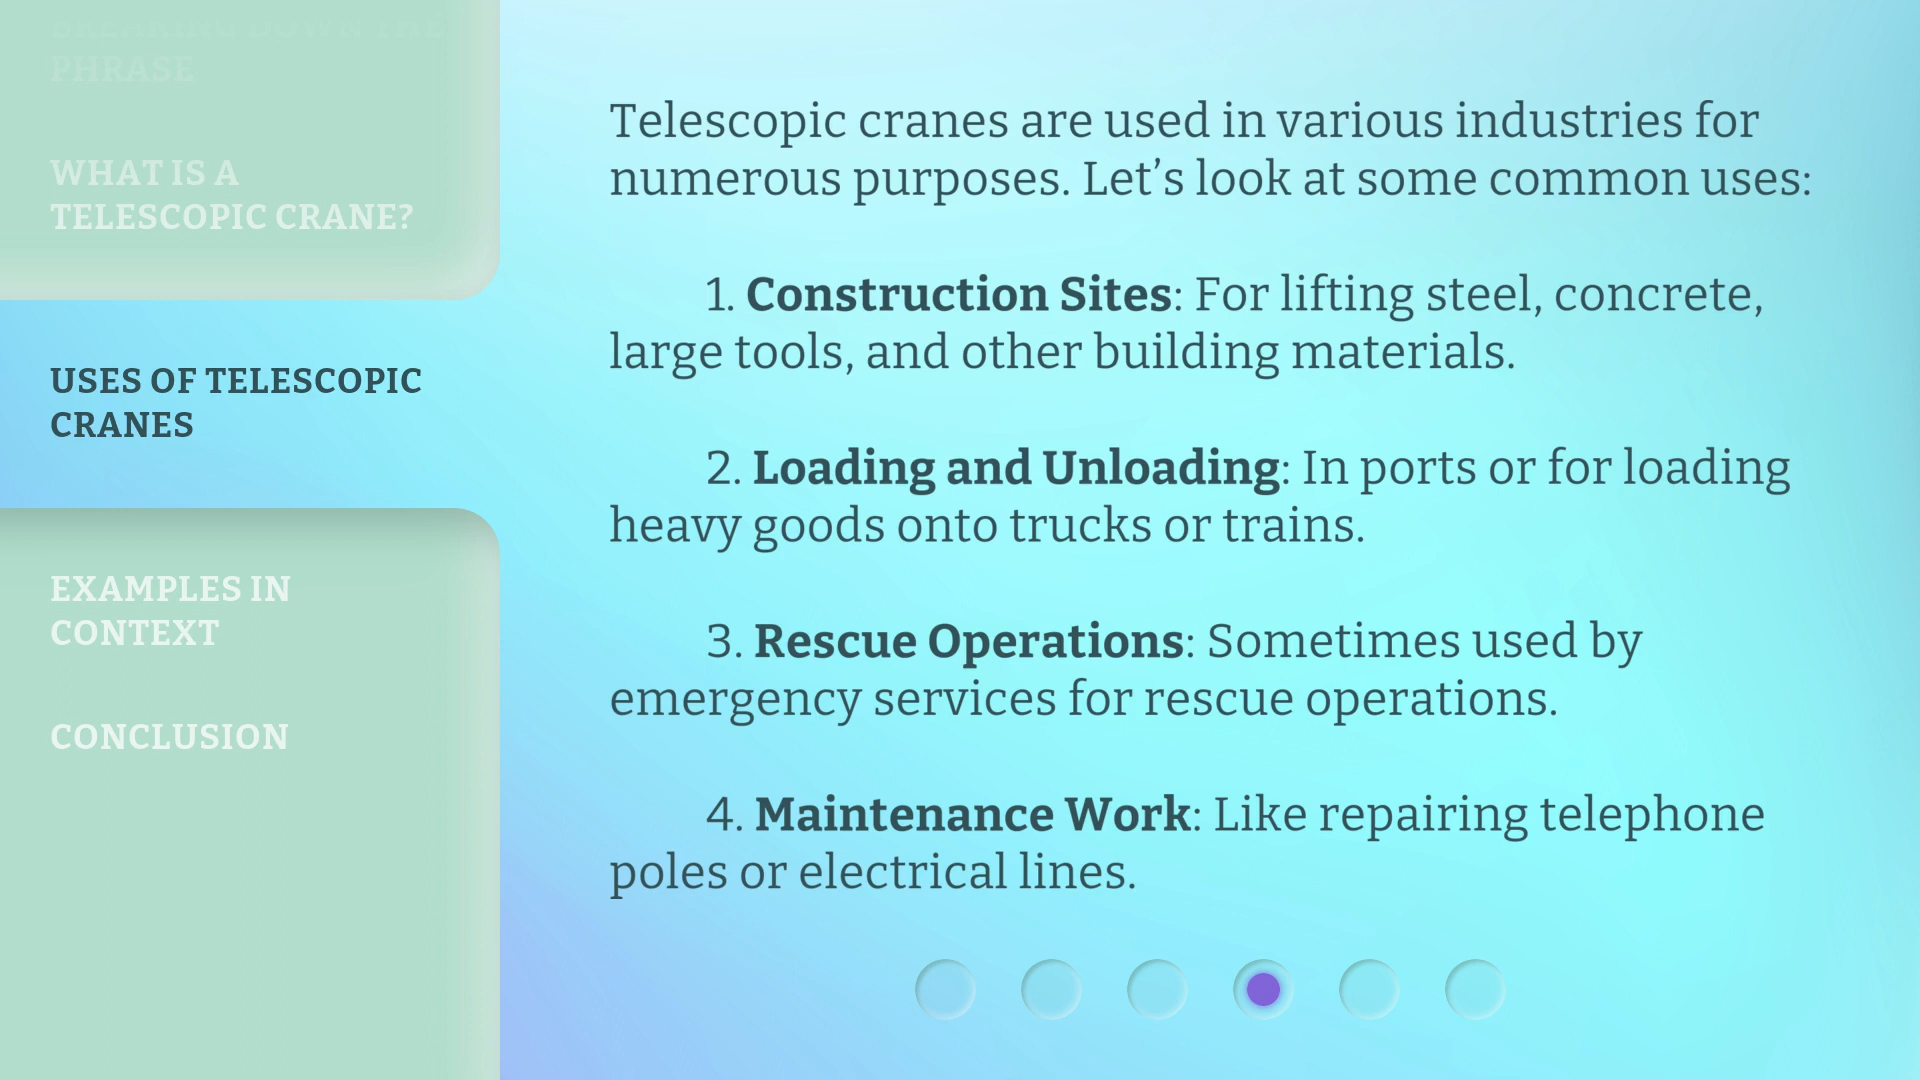 BREAKING DOWN THE
PHRASE
WHAT IS A
TELESCOPIC CRANE?
USES OF TELESCOPIC
CRANES
EXAMPLES IN
CONTEXT
CONCLUSION
Telescopic cranes are used in various industries for
numerous purposes. Let’s look at some common uses:
1. Construction Sites: For lifting steel, concrete,
large tools, and other building materials.
2. Loading and Unloading: In ports or for loading
heavy goods onto trucks or trains.
3. Rescue Operations: Sometimes used by
emergency services for rescue operations.
4. Maintenance Work: Like repairing telephone
poles or electrical lines.